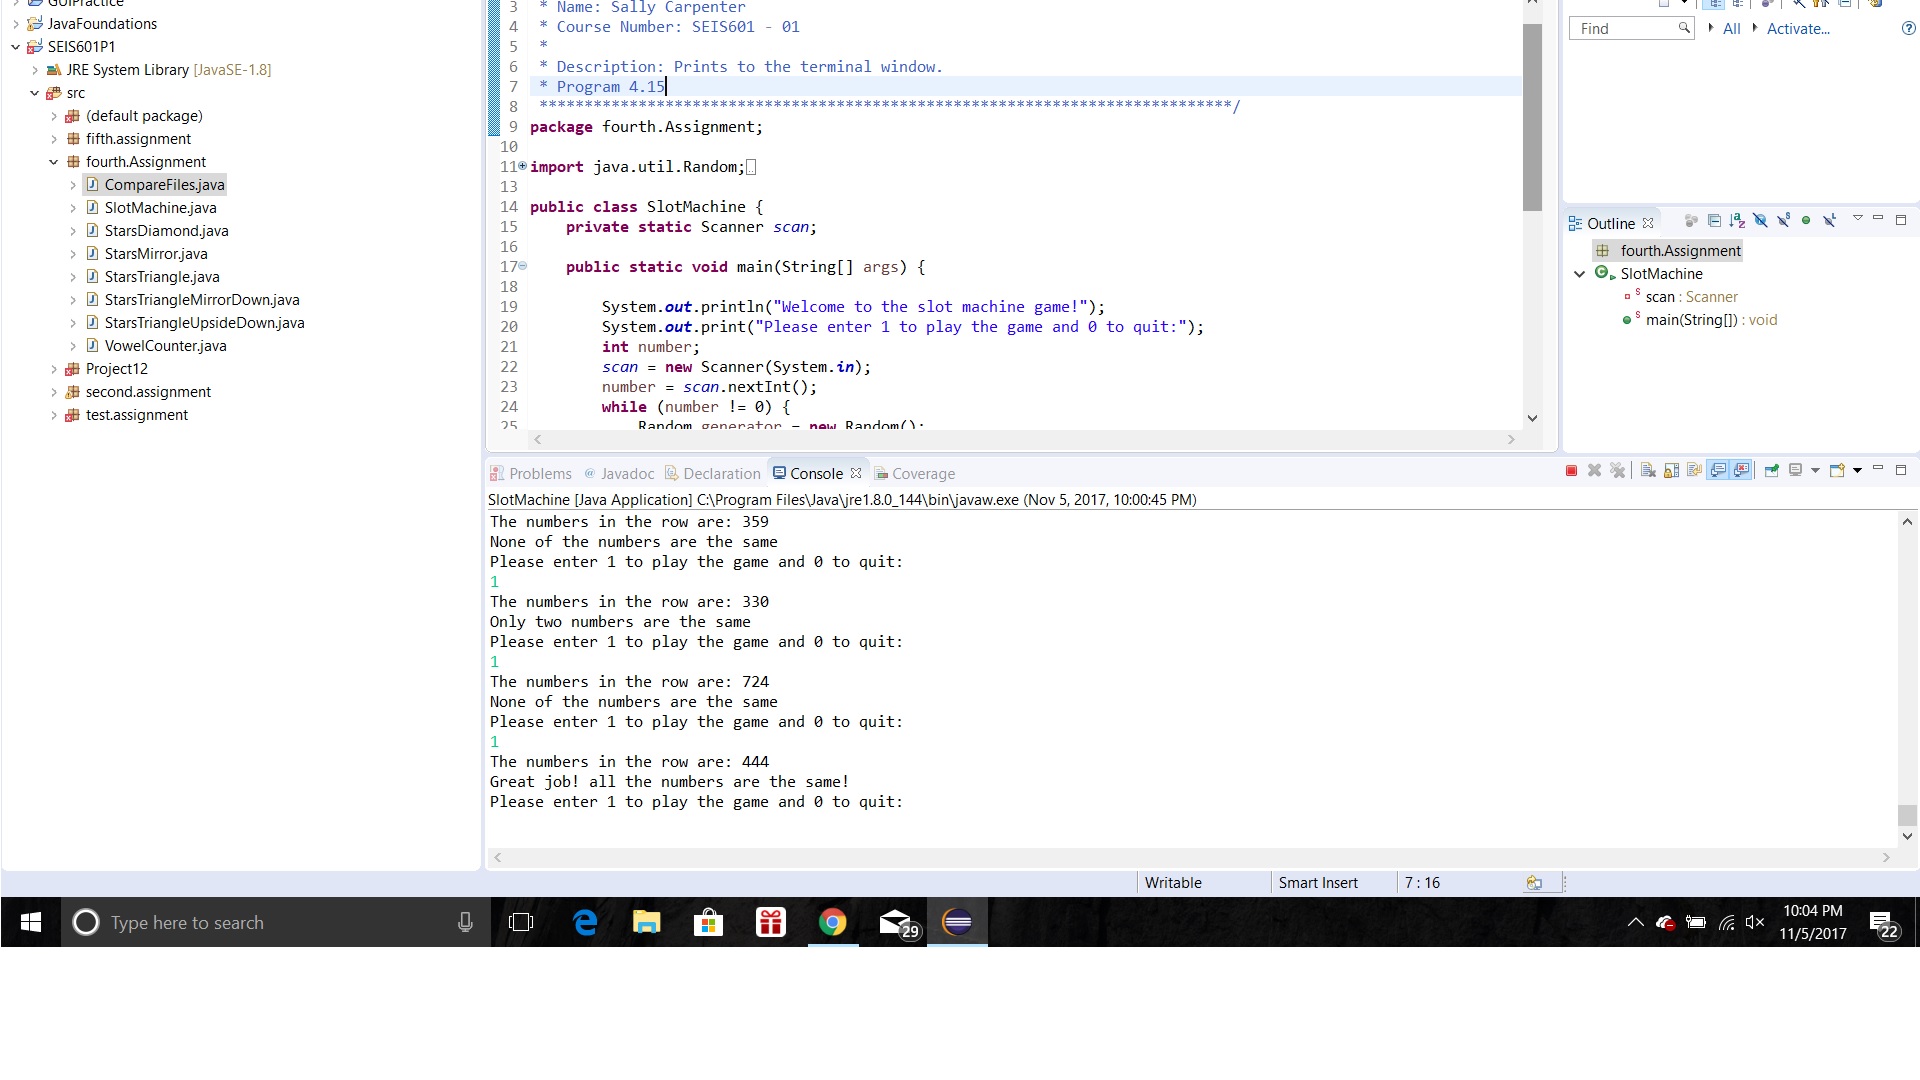 GUIPractice
JavaFoundations
SEIS601P1
JRE System Library [JavaSE-1.8]
src
(default package)
fifth.assignment
fourth.Assignment
CompareFiles.java
SlotMachine.java
StarsDiamond.java
StarsMirror.java
StarsTriangle.java
StarsTriangleMirrorDown.java
StarsTriangleUpsideDown.java
VowelCounter.java
Project12
second.assignment
test.assignment
3 * Name: Sally Carpenter
4 * Course Number: SEIS601 - 01
5 *
6 * Description: Prints to the terminal window.
7 * Program 4.15
8 *****************************************************************************/
9 package fourth.Assignment;
10
11 import java.util.Random;
13
14 public class SlotMachine {
15 private static Scanner scan;
16
17 public static void main(String[] args) {
18
19 System.out.println("Welcome to the slot machine game!");
20 System.out.print("Please enter 1 to play the game and 0 to quit:");
21 int number;
22 scan = new Scanner(System.in);
23 number = scan.nextInt();
24 while (number != 0) {
25 Random generator = new Random();
Find
All
Activate...
Outline
fourth.Assignment
SlotMachine
scan : Scanner
main(String[]) : void
Problems @ Javadoc Declaration Console Coverage
SlotMachine [Java Application] C:\Program Files\Java\jre1.8.0_144\bin\javaw.exe (Nov 5, 2017, 10:00:45 PM)
The numbers in the row are: 359
None of the numbers are the same
Please enter 1 to play the game and 0 to quit:
1
The numbers in the row are: 330
Only two numbers are the same
Please enter 1 to play the game and 0 to quit:
1
The numbers in the row are: 724
None of the numbers are the same
Please enter 1 to play the game and 0 to quit:
1
The numbers in the row are: 444
Great job! all the numbers are the same!
Please enter 1 to play the game and 0 to quit:
Writable Smart Insert 7 : 16
Type here to search
29
10:04 PM
11/5/2017
22